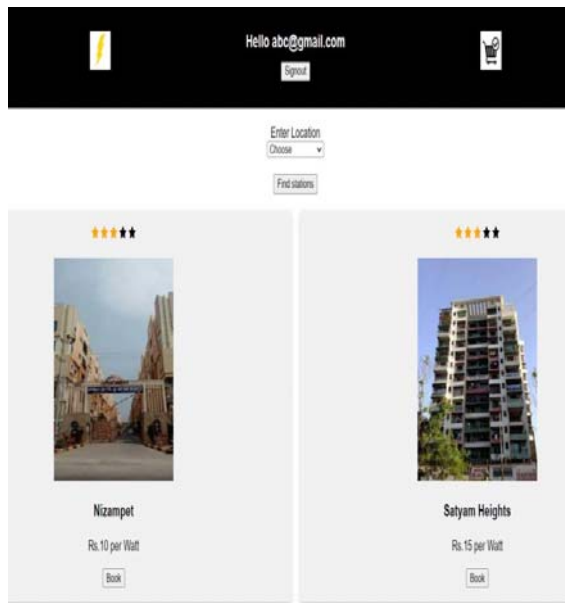 Hello abc@gmail.com
Signout
Enter Location
Choose
Find stations
Nizampet
Rs.10 per Watt
Book
Satyam Heights
Rs.15 per Watt
Book